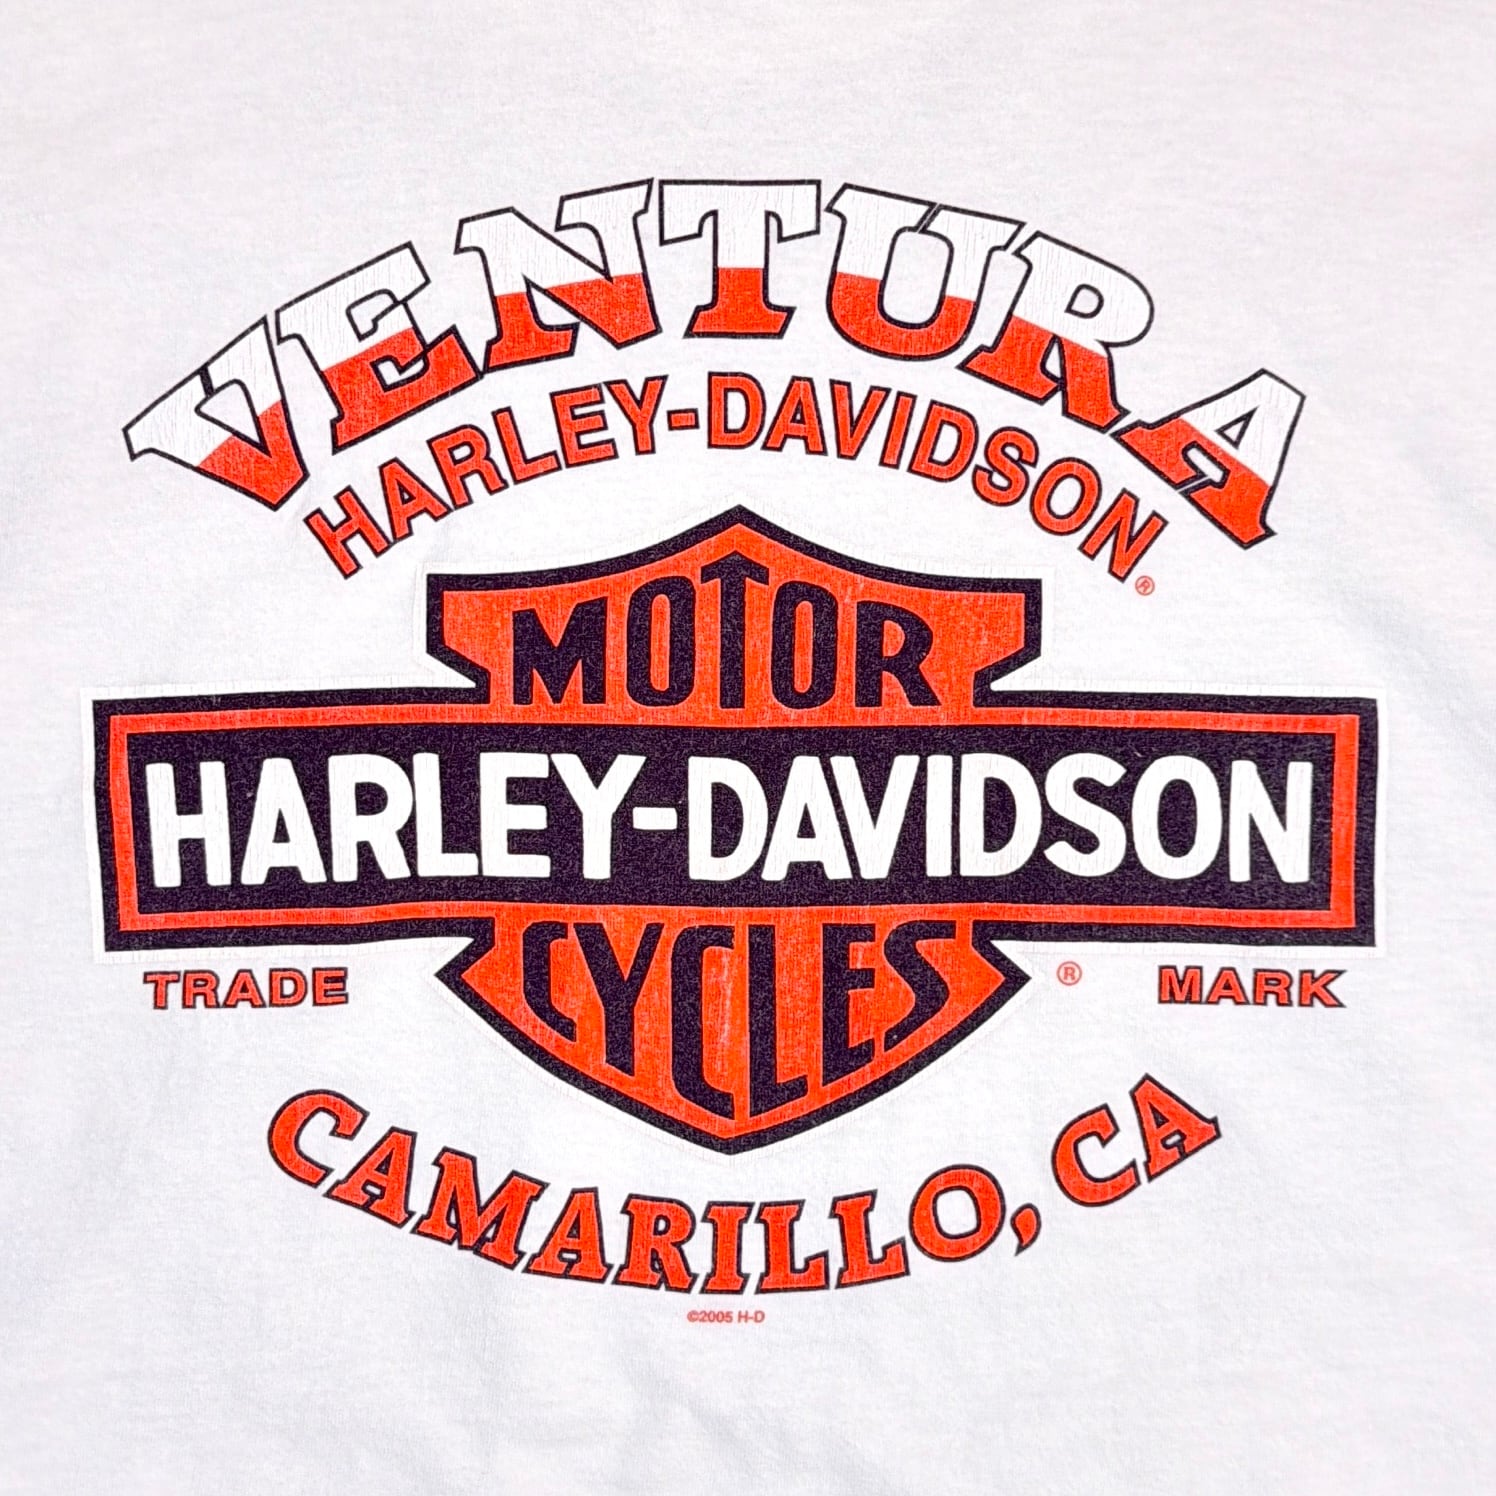 VENTURA
HARLEY-DAVIDSON®
MOTOR
HARLEY-DAVIDSON
CYCLES
TRADE ® MARK
CAMARILLO, CA
©2005 H-D